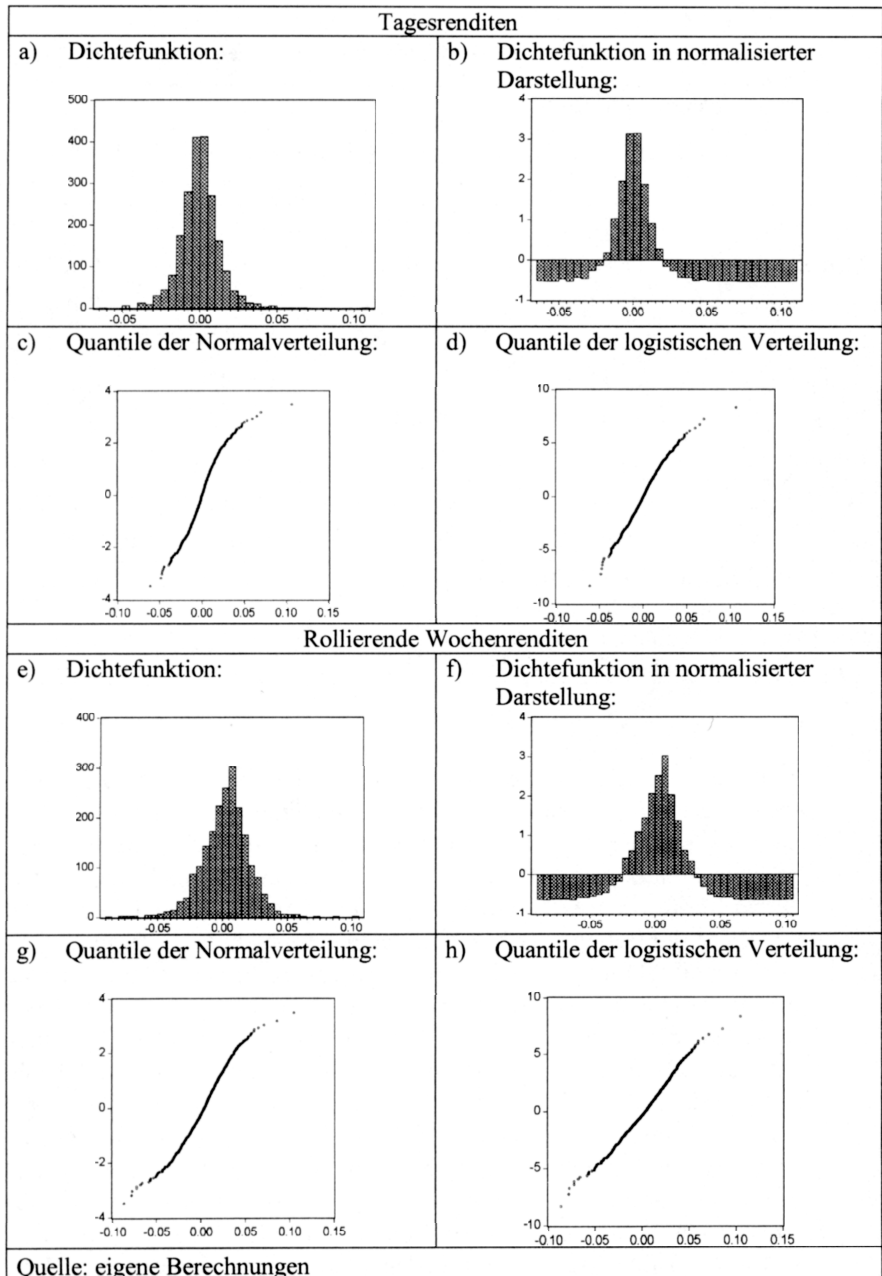 Tagesrenditen
a) Dichtefunktion:
b) Dichtefunktion in normalisierter
Darstellung:
500
400
300
200
100
0
-0.05 0.00 0.05 0.10
4
3
2
1
0
-1
-0.05 0.00 0.05 0.10
c) Quantile der Normalverteilung:
d) Quantile der logistischen Verteilung:
4
2
0
-2
-4
-0.10 -0.05 0.00 0.05 0.10 0.15
10
5
0
-5
-10
-0.10 -0.05 0.00 0.05 0.10 0.15
Rollierende Wochenrenditen
e) Dichtefunktion:
f) Dichtefunktion in normalisierter
Darstellung:
400
300
200
100
0
-0.05 0.00 0.05 0.10
4
3
2
1
0
-1
-0.05 0.00 0.05 0.10
g) Quantile der Normalverteilung:
h) Quantile der logistischen Verteilung:
4
2
0
-2
-4
-0.10 -0.05 0.00 0.05 0.10 0.15
10
5
0
-5
-10
-0.10 -0.05 0.00 0.05 0.10 0.15
Quelle: eigene Berechnungen